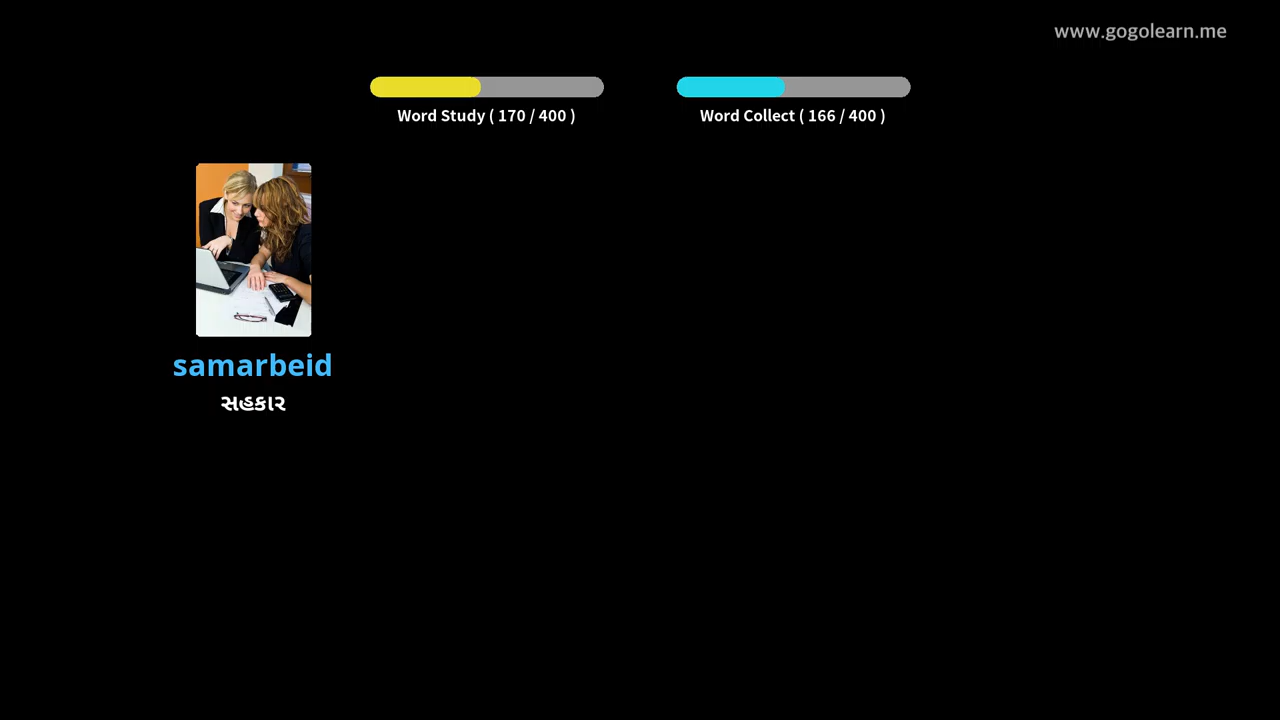 www.gogolearn.me
Word Study ( 170 / 400 )
Word Collect ( 166 / 400 )
samarbeid
સહકાર